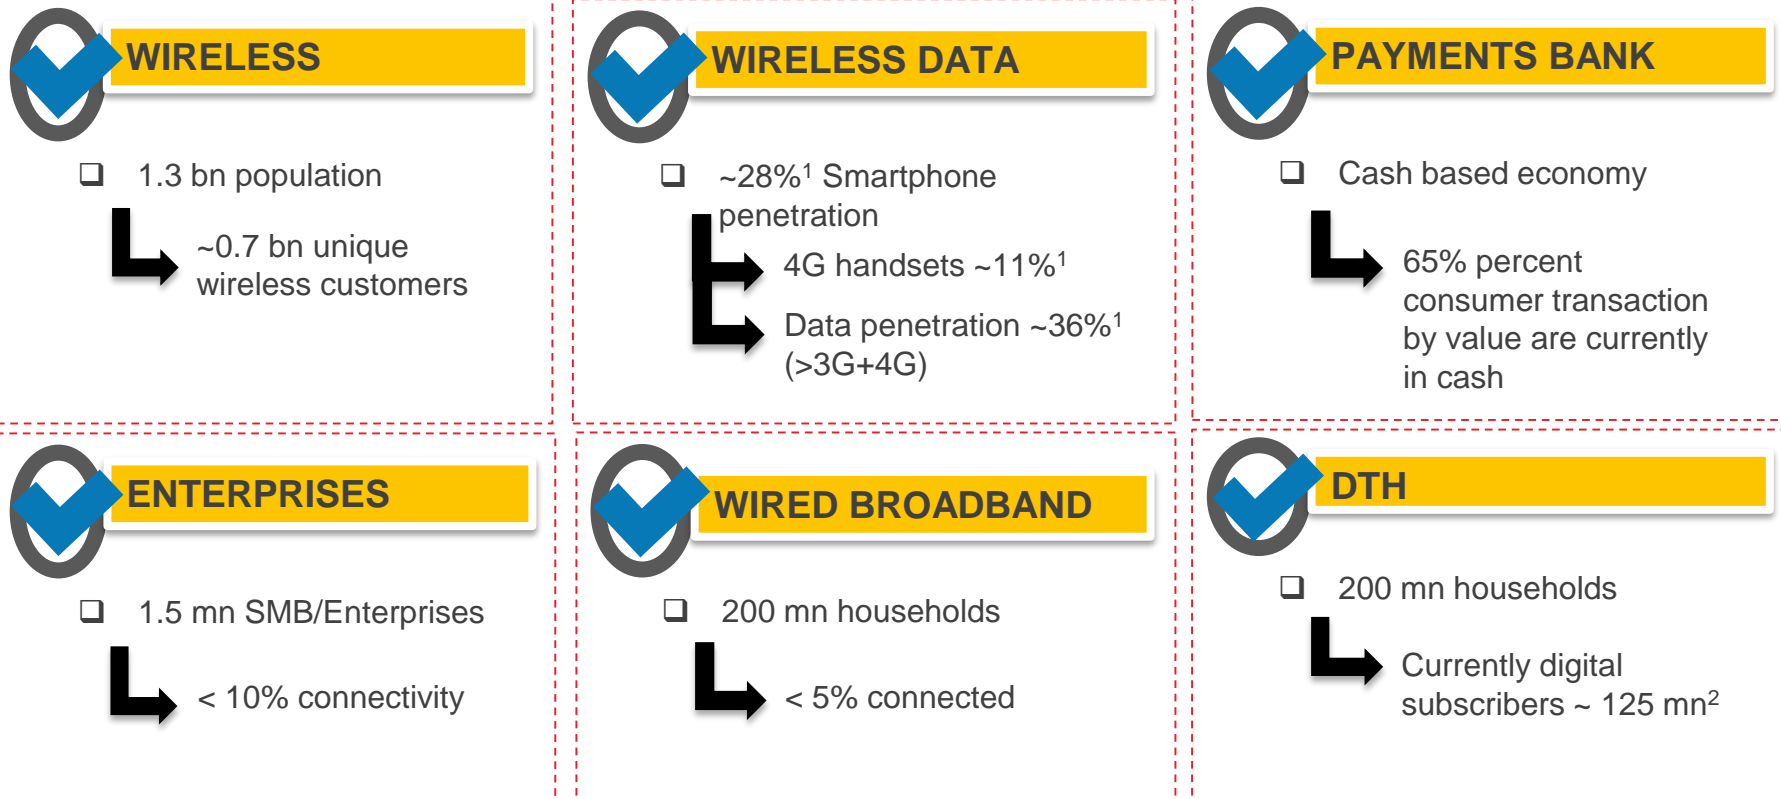 WIRELESS
❑ 1.3 bn population
~0.7 bn unique
wireless customers
WIRELESS DATA
❑ ~28%¹ Smartphone
penetration
4G handsets ~11%¹
Data penetration ~36%¹
(>3G+4G)
PAYMENTS BANK
❑ Cash based economy
65% percent
consumer transaction
by value are currently
in cash
ENTERPRISES
❑ 1.5 mn SMB/Enterprises
< 10% connectivity
WIRED BROADBAND
❑ 200 mn households
< 5% connected
DTH
❑ 200 mn households
Currently digital
subscribers ~ 125 mn²